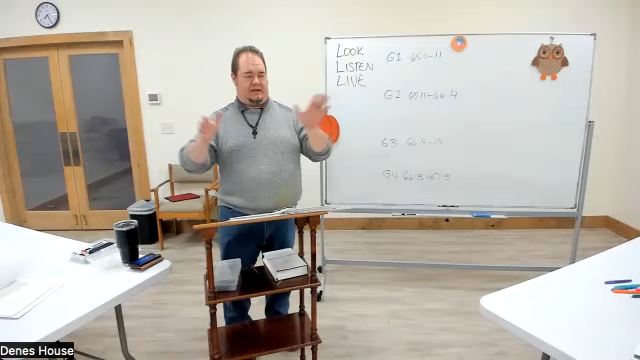 LOOK
LISTEN
LIVE
G1 65:1-11
G2 65:11-66:4
G3 66:4-14
G4 66:15-67:3
Denes House